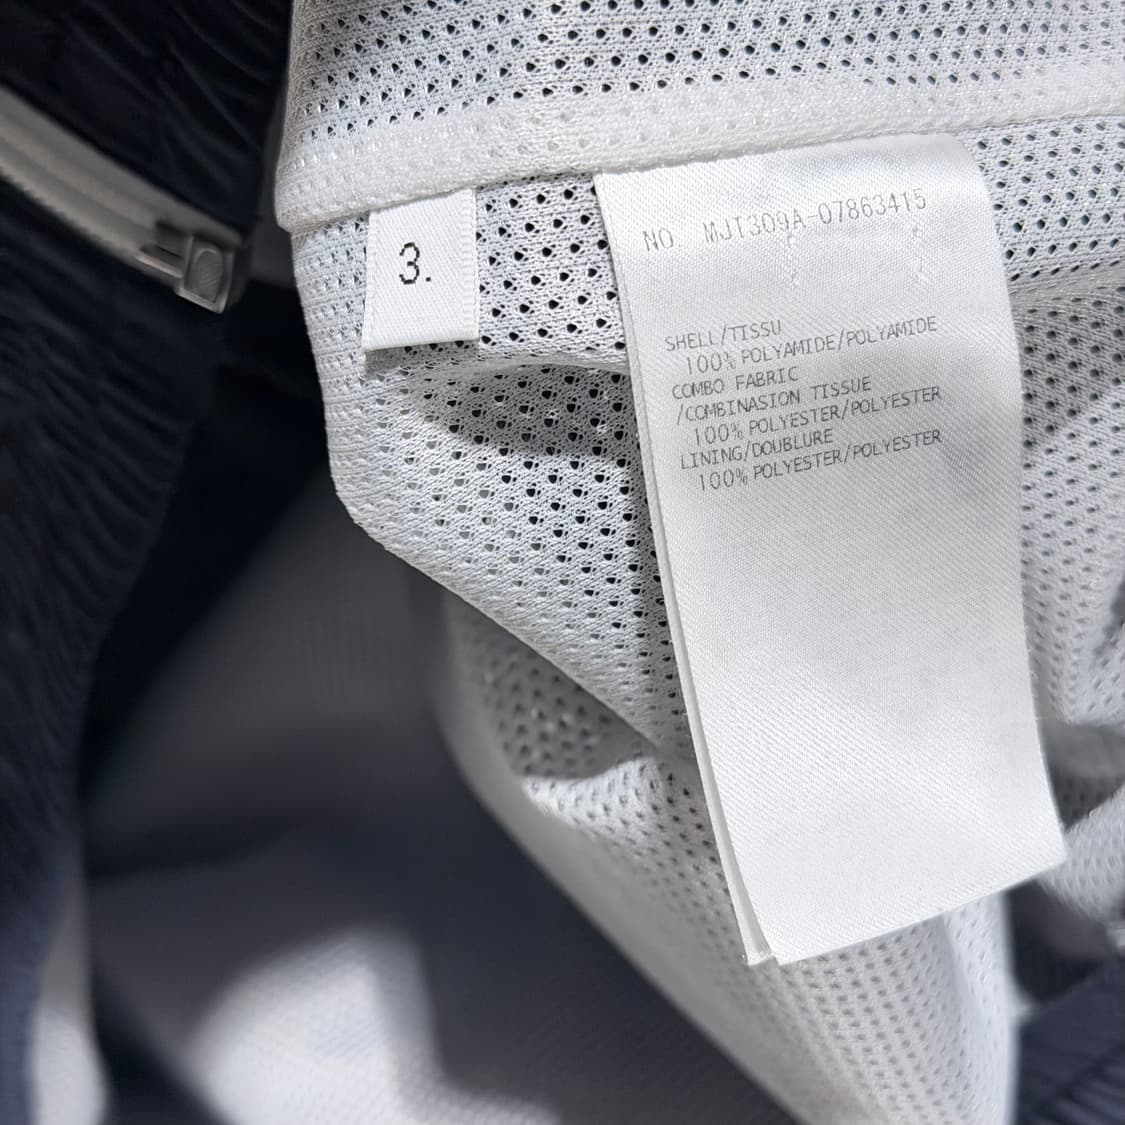 3.
NO. MJT309A-07863415
SHELL/TISSU
100% POLYAMIDE/POLYAMIDE
COMBO FABRIC
/COMBINASION TISSUE
100% POLYESTER/POLYESTER
LINING/DOUBLURE
100% POLYESTER/POLYESTER